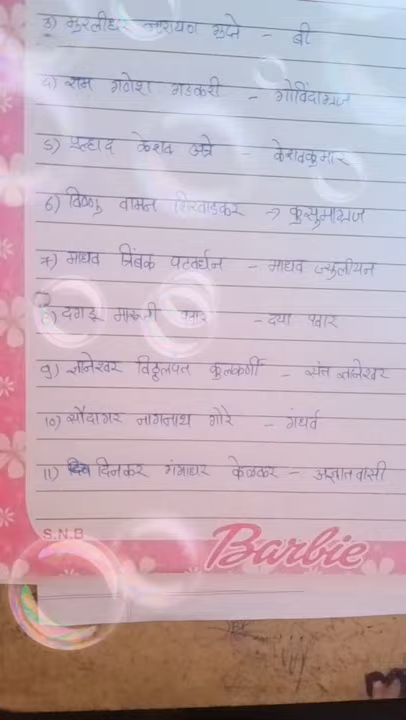 ३) मुरलीधर नारायण गुप्ते - बी
४) राम गणेश गडकरी - गोविंदाग्रज
5) प्रल्हाद केशव अत्रे - केशवकुमार
6) विष्णु वामन शिरवाडकर -> कुसुमाग्रज
7) माधव त्रिंबक पटवर्धन - माधव ज्युलीयन
8) दगडू मारुती पवार - दया पवार
9) ज्ञानेश्वर विठ्ठलपंत कुलकर्णी - संत ज्ञानेश्वर
10) सौदागर नागनाथ गोरे - गंधर्व
11) दिनकर गंगाधर केळकर - अज्ञातवासी
S.N.B
Barbie